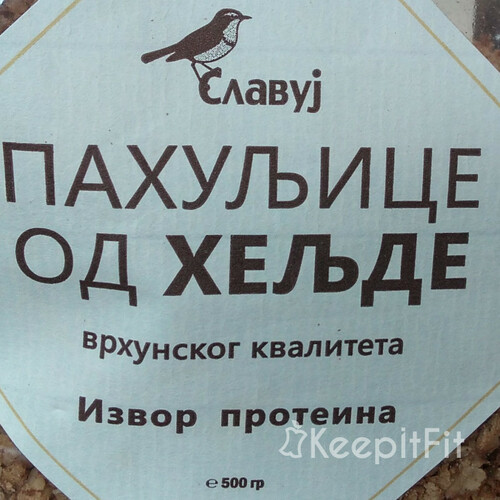 Славуј
ПАХУЉИЦЕ
ОД ХЕЉДЕ
врхунског квалитета
Извор протеина
KeepitFit
℮ 500 гр